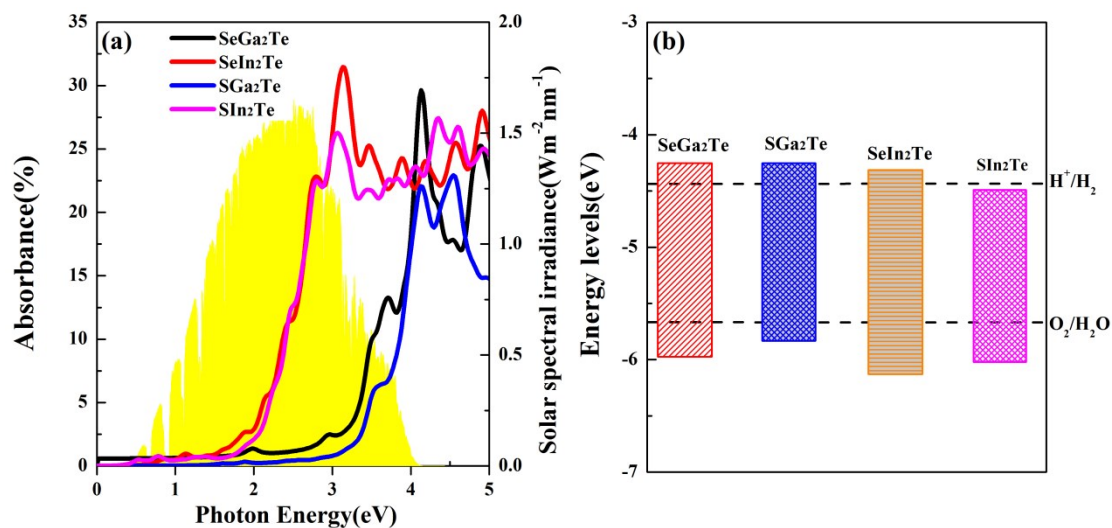 (a)
SeGa₂Te
SeIn₂Te
SGa₂Te
SIn₂Te
Absorbance(%)
35
30
25
20
15
10
5
0
0 1 2 3 4 5
Photon Energy(eV)
2.0
1.5
1.0
0.5
0.0
Solar spectral irradiance(Wm⁻²nm⁻¹)
(b)
Energy levels(eV)
-3
-4
-5
-6
-7
SeGa₂Te
SGa₂Te
SeIn₂Te
SIn₂Te
H⁺/H₂
O₂/H₂O